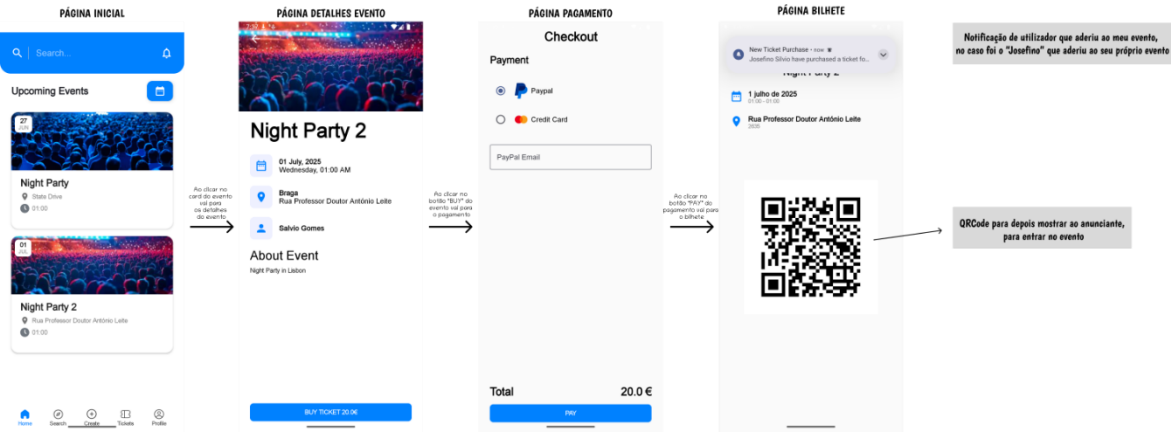 PÁGINA INICIAL
Search...
Upcoming Events
27
JUN
Night Party
State Drive
01:00
01
JUL
Night Party 2
Rua Professor Doutor António Leite
01:00
Home
Search
Create
Tickets
Profile
Ao clicar no
card do evento
vai para
os detalhes
do evento
PÁGINA DETALHES EVENTO
Night Party 2
01 July, 2025
Wednesday, 01:00 AM
Braga
Rua Professor Doutor António Leite
Salvio Gomes
About Event
Night Party in Lisbon
BUY TICKET 20.0€
Ao clicar no
botão "BUY" do
evento vai para
o pagamento
PÁGINA PAGAMENTO
Checkout
Payment
Paypal
Credit Card
PayPal Email
Total
20.0 €
PAY
Ao clicar no
botão "PAY" do
pagamento vai para
o bilhete
PÁGINA BILHETE
New Ticket Purchase • now
Josefino Silvio have purchased a ticket fo...
Night Party 2
1 julho de 2025
01:00 - 01:00
Rua Professor Doutor António Leite
Notificação de utilizador que aderiu ao meu evento,
no caso foi o "Josefino" que aderiu ao seu próprio evento
QRCode para depois mostrar ao anunciante,
para entrar no evento